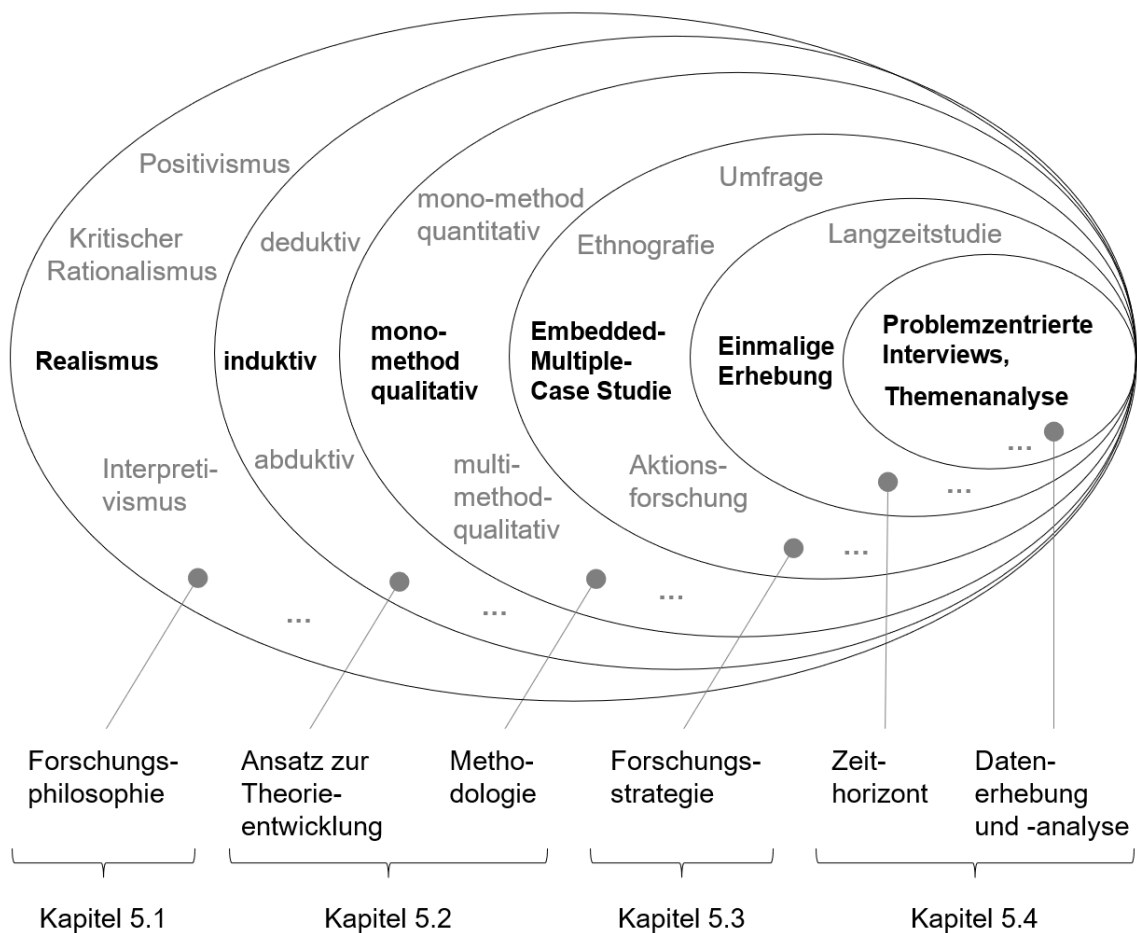 Positivismus
Kritischer
Rationalismus
Realismus
Interpreti-
vismus
...
deduktiv
induktiv
abduktiv
...
mono-method
quantitativ
mono-
method
qualitativ
multi-
method-
qualitativ
...
Umfrage
Ethnografie
Embedded-
Multiple-
Case Studie
Aktions-
forschung
...
Langzeitstudie
Einmalige
Erhebung
...
Problemzentrierte
Interviews,
Themenanalyse
...
Forschungs-
philosophie
Ansatz zur
Theorie-
entwicklung
Metho-
dologie
Forschungs-
strategie
Zeit-
horizont
Daten-
erhebung
und -analyse
Kapitel 5.1
Kapitel 5.2
Kapitel 5.3
Kapitel 5.4